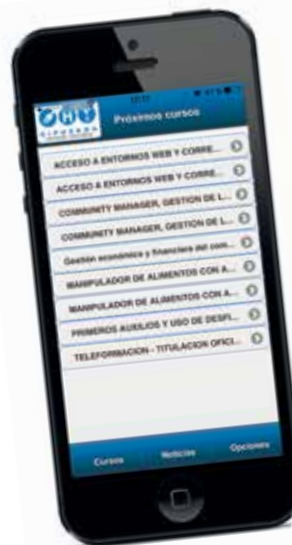 Próximos cursos
ACCESO A ENTORNOS WEB Y CORRE...
ACCESO A ENTORNOS WEB Y CORRE...
COMMUNITY MANAGER, GESTIÓN DE L...
COMMUNITY MANAGER, GESTIÓN DE L...
Gestión económica y financiera del com...
MANIPULADOR DE ALIMENTOS CON A...
MANIPULADOR DE ALIMENTOS CON A...
PRIMEROS AUXILIOS Y USO DE DESFI...
TELEFORMACION - TITULACION OFICI...
Cursos Noticias Opciones